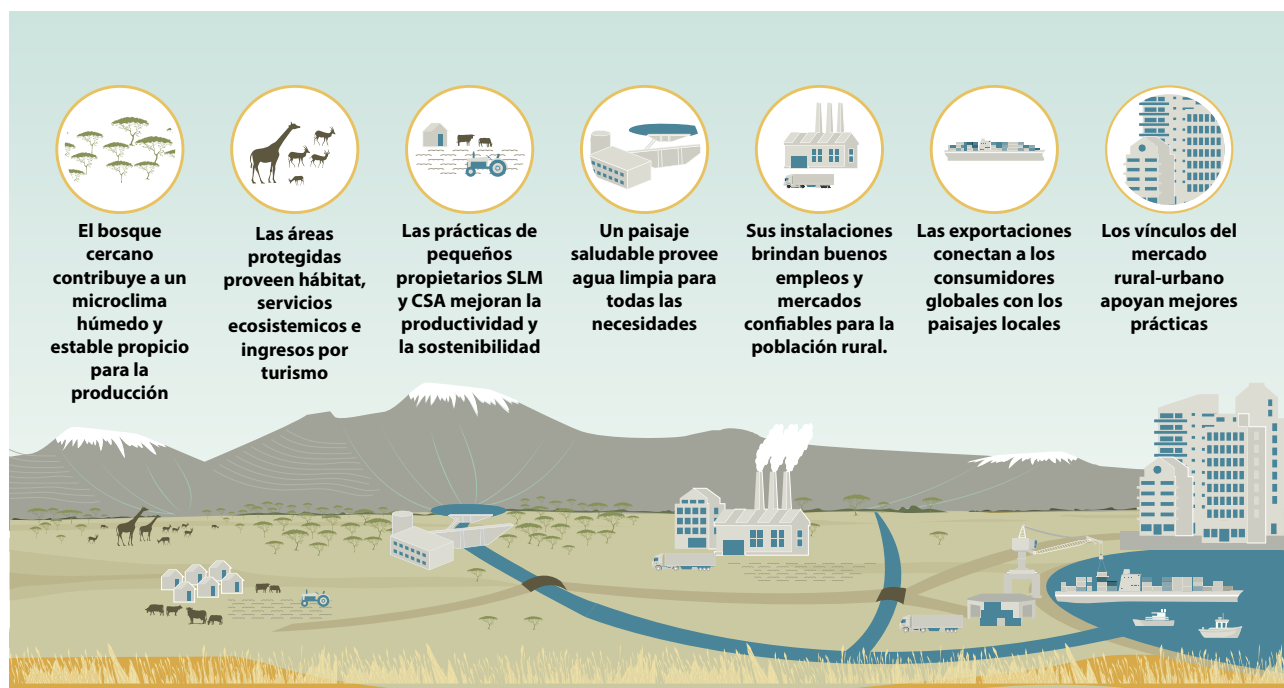 El bosque
cercano
contribuye a un
microclima
húmedo y
estable propicio
para la
producción
Las áreas
protegidas
proveen hábitat,
servicios
ecosistemicos e
ingresos por
turismo
Las prácticas de
pequeños
propietarios SLM
y CSA mejoran la
productividad y
la sostenibilidad
Un paisaje
saludable provee
agua limpia para
todas las
necesidades
Sus instalaciones
brindan buenos
empleos y
mercados
confiables para la
población rural.
Las exportaciones
conectan a los
consumidores
globales con los
paisajes locales
Los vínculos del
mercado
rural-urbano
apoyan mejores
prácticas